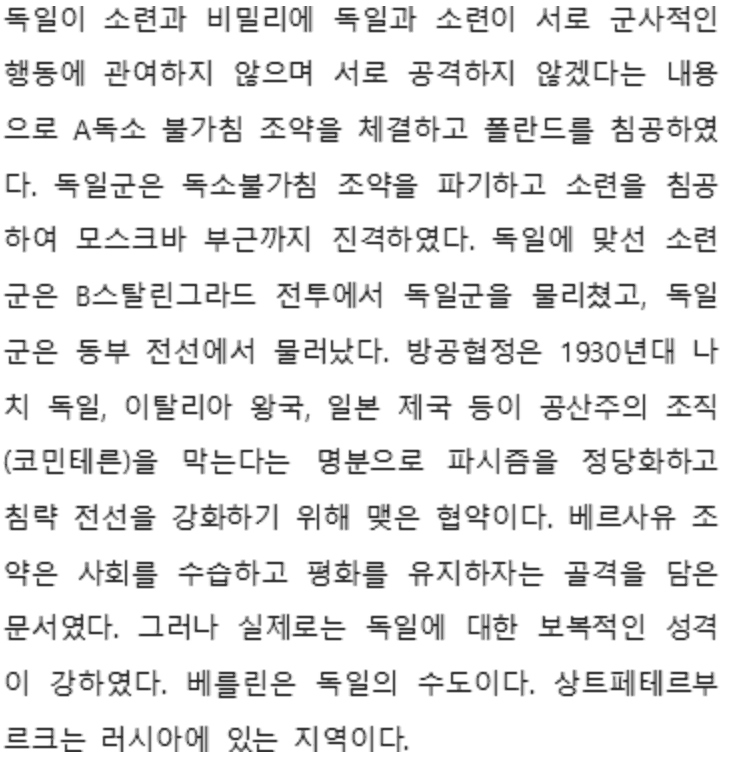 독일이 소련과 비밀리에 독일과 소련이 서로 군사적인
행동에 관여하지 않으며 서로 공격하지 않겠다는 내용
으로 A독소 불가침 조약을 체결하고 폴란드를 침공하였
다. 독일군은 독소불가침 조약을 파기하고 소련을 침공
하여 모스크바 부근까지 진격하였다. 독일에 맞선 소련
군은 B스탈린그라드 전투에서 독일군을 물리쳤고, 독일
군은 동부 전선에서 물러났다. 방공협정은 1930년대 나
치 독일, 이탈리아 왕국, 일본 제국 등이 공산주의 조직
(코민테른)을 막는다는 명분으로 파시즘을 정당화하고
침략 전선을 강화하기 위해 맺은 협약이다. 베르사유 조
약은 사회를 수습하고 평화를 유지하자는 골격을 담은
문서였다. 그러나 실제로는 독일에 대한 보복적인 성격
이 강하였다. 베를린은 독일의 수도이다. 상트페테르부
르크는 러시아에 있는 지역이다.